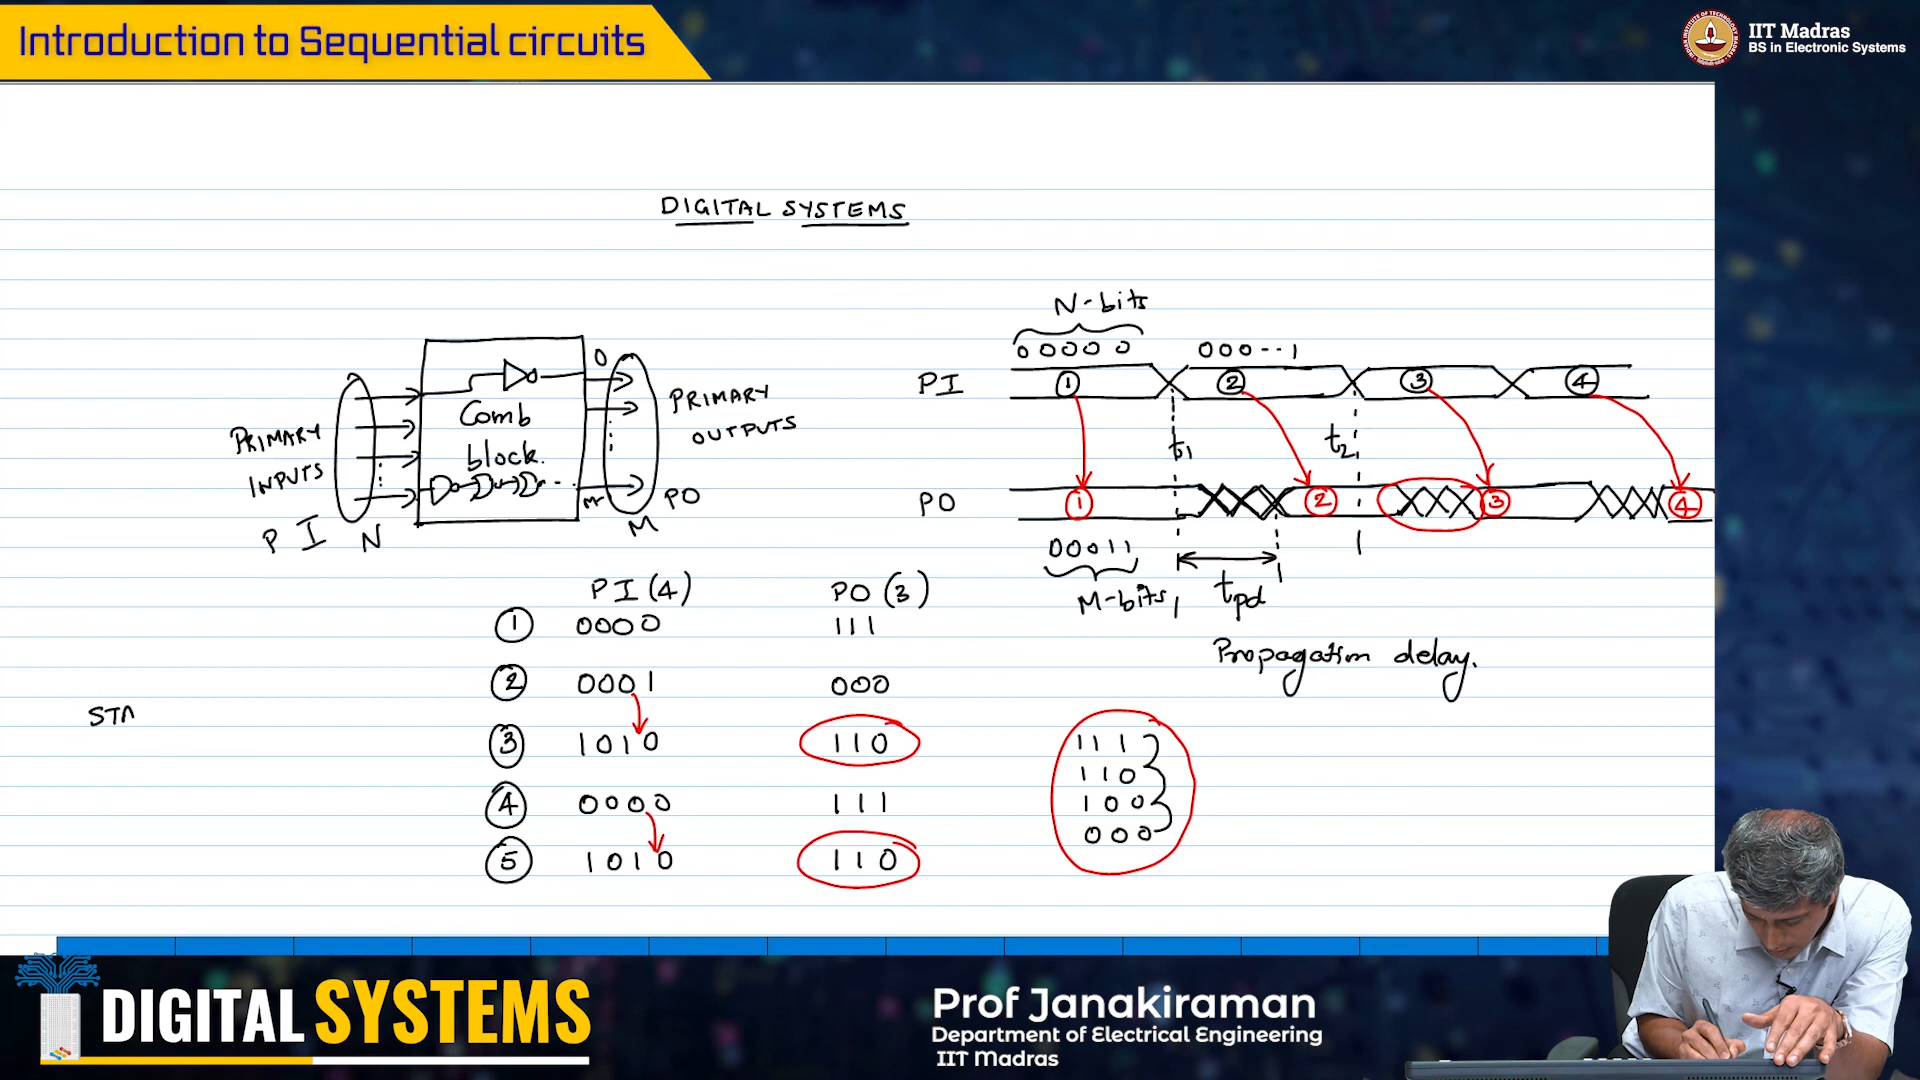 Introduction to Sequential circuits
IIT Madras
BS in Electronic Systems
DIGITAL SYSTEMS
N-bits
0 0 0 0 0
000--1
PI
1
2
3
4
t1
t2
PO
1
2
3
4
00011
M-bits
tpd
Propagation delay.
PRIMARY
INPUTS
PI
N
Comb
block.
0
M
PRIMARY
OUTPUTS
PO
PI (4) PO (3)
1 0000 111
2 0001 000
3 1010 110
4 0000 111
5 1010 110
111
110
100
000
STA
DIGITAL SYSTEMS
Prof Janakiraman
Department of Electrical Engineering
IIT Madras